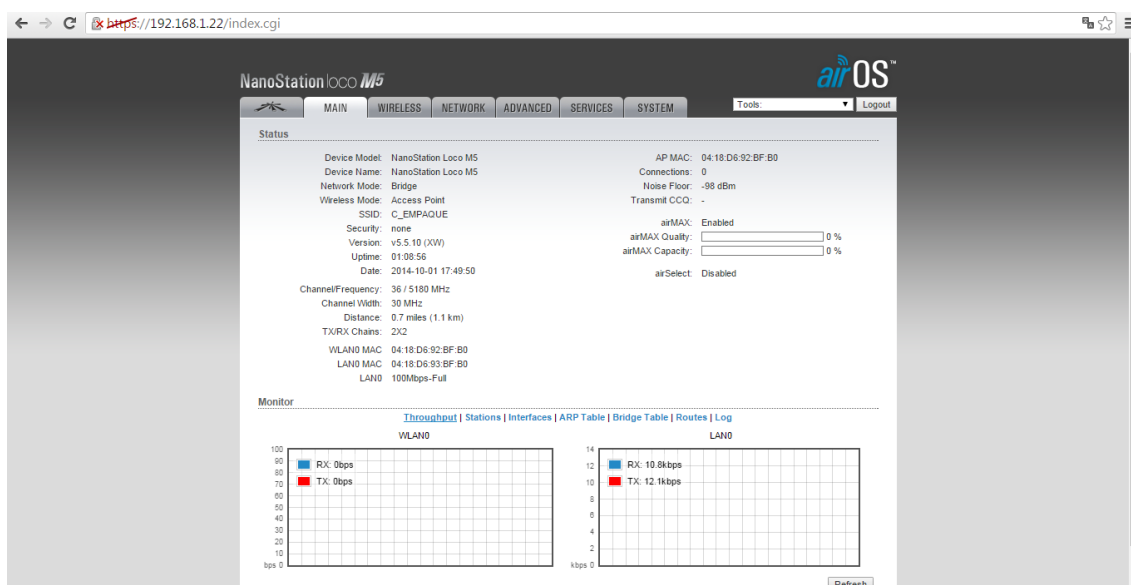 https://192.168.1.22/index.cgi
NanoStation loco M5
airOS™
MAIN WIRELESS NETWORK ADVANCED SERVICES SYSTEM Tools: Logout
Status
Device Model: NanoStation Loco M5
Device Name: NanoStation Loco M5
Network Mode: Bridge
Wireless Mode: Access Point
SSID: C_EMPAQUE
Security: none
Version: v5.5.10 (XW)
Uptime: 01:08:56
Date: 2014-10-01 17:49:50
Channel/Frequency: 36 / 5180 MHz
Channel Width: 30 MHz
Distance: 0.7 miles (1.1 km)
TX/RX Chains: 2X2
WLAN0 MAC 04:18:D6:92:BF:B0
LAN0 MAC 04:18:D6:93:BF:B0
LAN0 100Mbps-Full
AP MAC: 04:18:D6:92:BF:B0
Connections: 0
Noise Floor: -98 dBm
Transmit CCQ: -
airMAX: Enabled
airMAX Quality: 0 %
airMAX Capacity: 0 %
airSelect: Disabled
Monitor
Throughput | Stations | Interfaces | ARP Table | Bridge Table | Routes | Log
WLAN0
100
90
80
70
60
50
40
30
20
10
bps 0
RX: 0bps
TX: 0bps
LAN0
14
12
10
8
6
4
2
kbps 0
RX: 10.8kbps
TX: 12.1kbps
Refresh